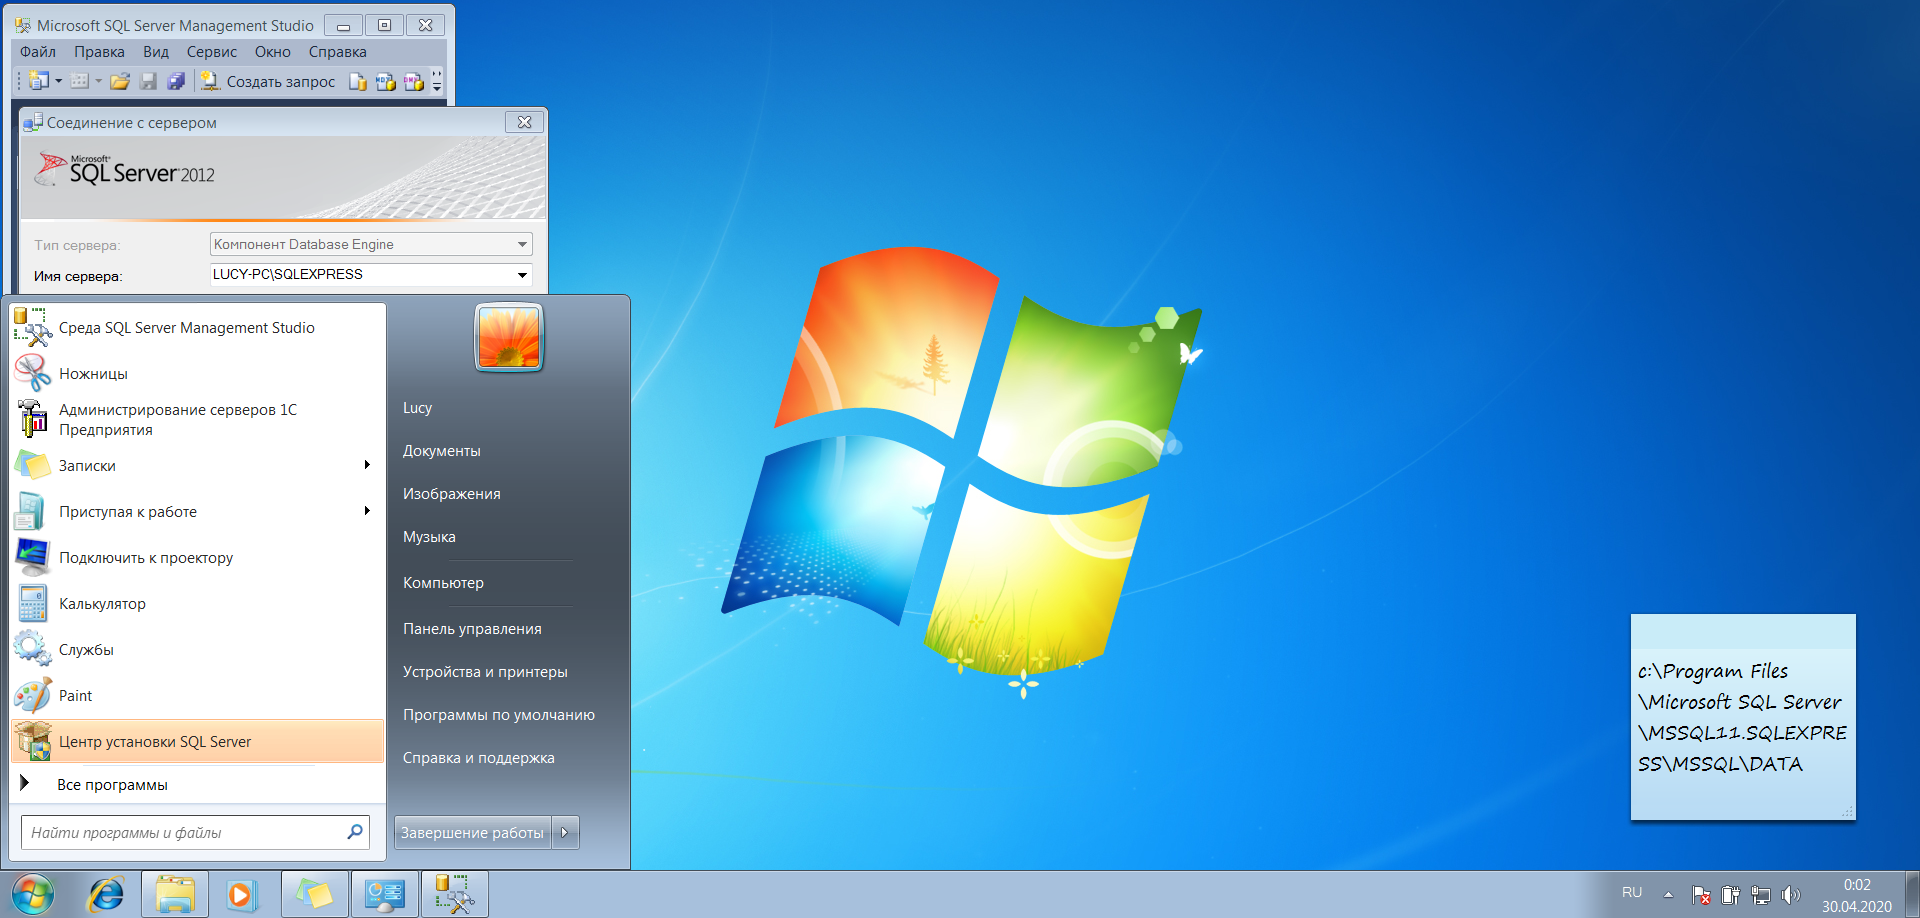 Microsoft SQL Server Management Studio
Файл Правка Вид Сервис Окно Справка
Создать запрос
Соединение с сервером
Microsoft®
SQL Server 2012
Тип сервера: Компонент Database Engine
Имя сервера: LUCY-PC\SQLEXPRESS
Среда SQL Server Management Studio
Ножницы
Администрирование серверов 1С
Предприятия
Записки
Приступая к работе
Подключить к проектору
Калькулятор
Службы
Paint
Центр установки SQL Server
Все программы
Найти программы и файлы
Lucy
Документы
Изображения
Музыка
Компьютер
Панель управления
Устройства и принтеры
Программы по умолчанию
Справка и поддержка
Завершение работы
c:\Program Files
\Microsoft SQL Server
\MSSQL11.SQLEXPRE
SS\MSSQL\DATA
RU
0:02
30.04.2020